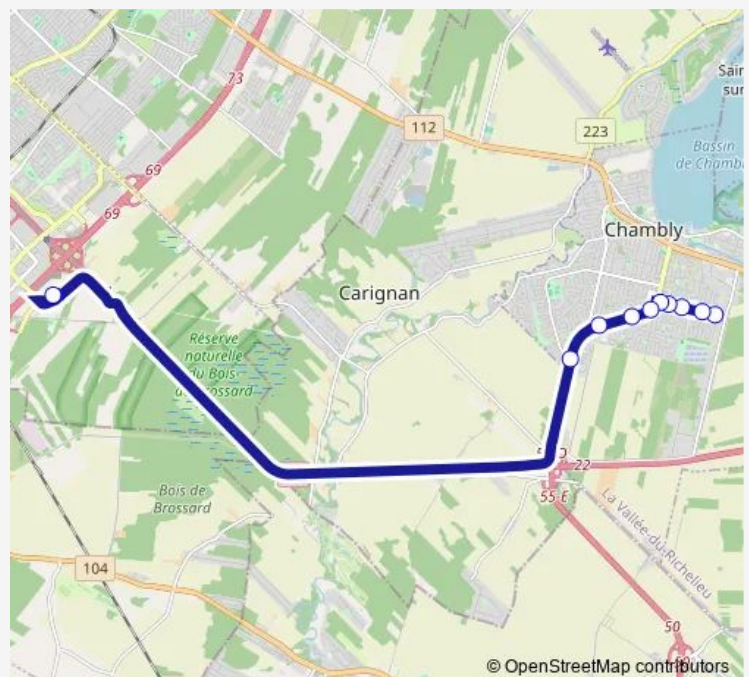 73
112
223
Sain
sur
Bassin
de Chamb
69
69
Chambly
Carignan
Réserve
naturelle
du Bois-
de Brossard
22
55-E
Bois de
Brossard
La Vallée-du-Richelieu
104
50
© OpenStreetMap contributors